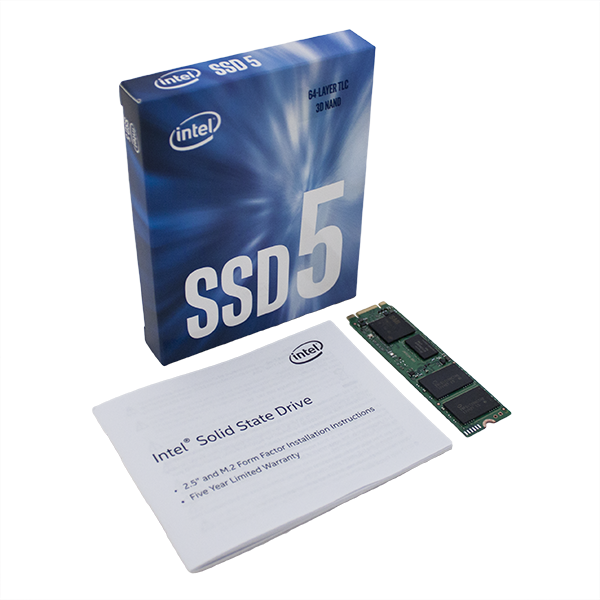 intel SSD 5
64-LAYER TLC
3D NAND
intel
SSD 5
intel
Intel® Solid State Drive
• 2.5" and M.2 Form Factor Installation Instructions
• Five Year Limited Warranty